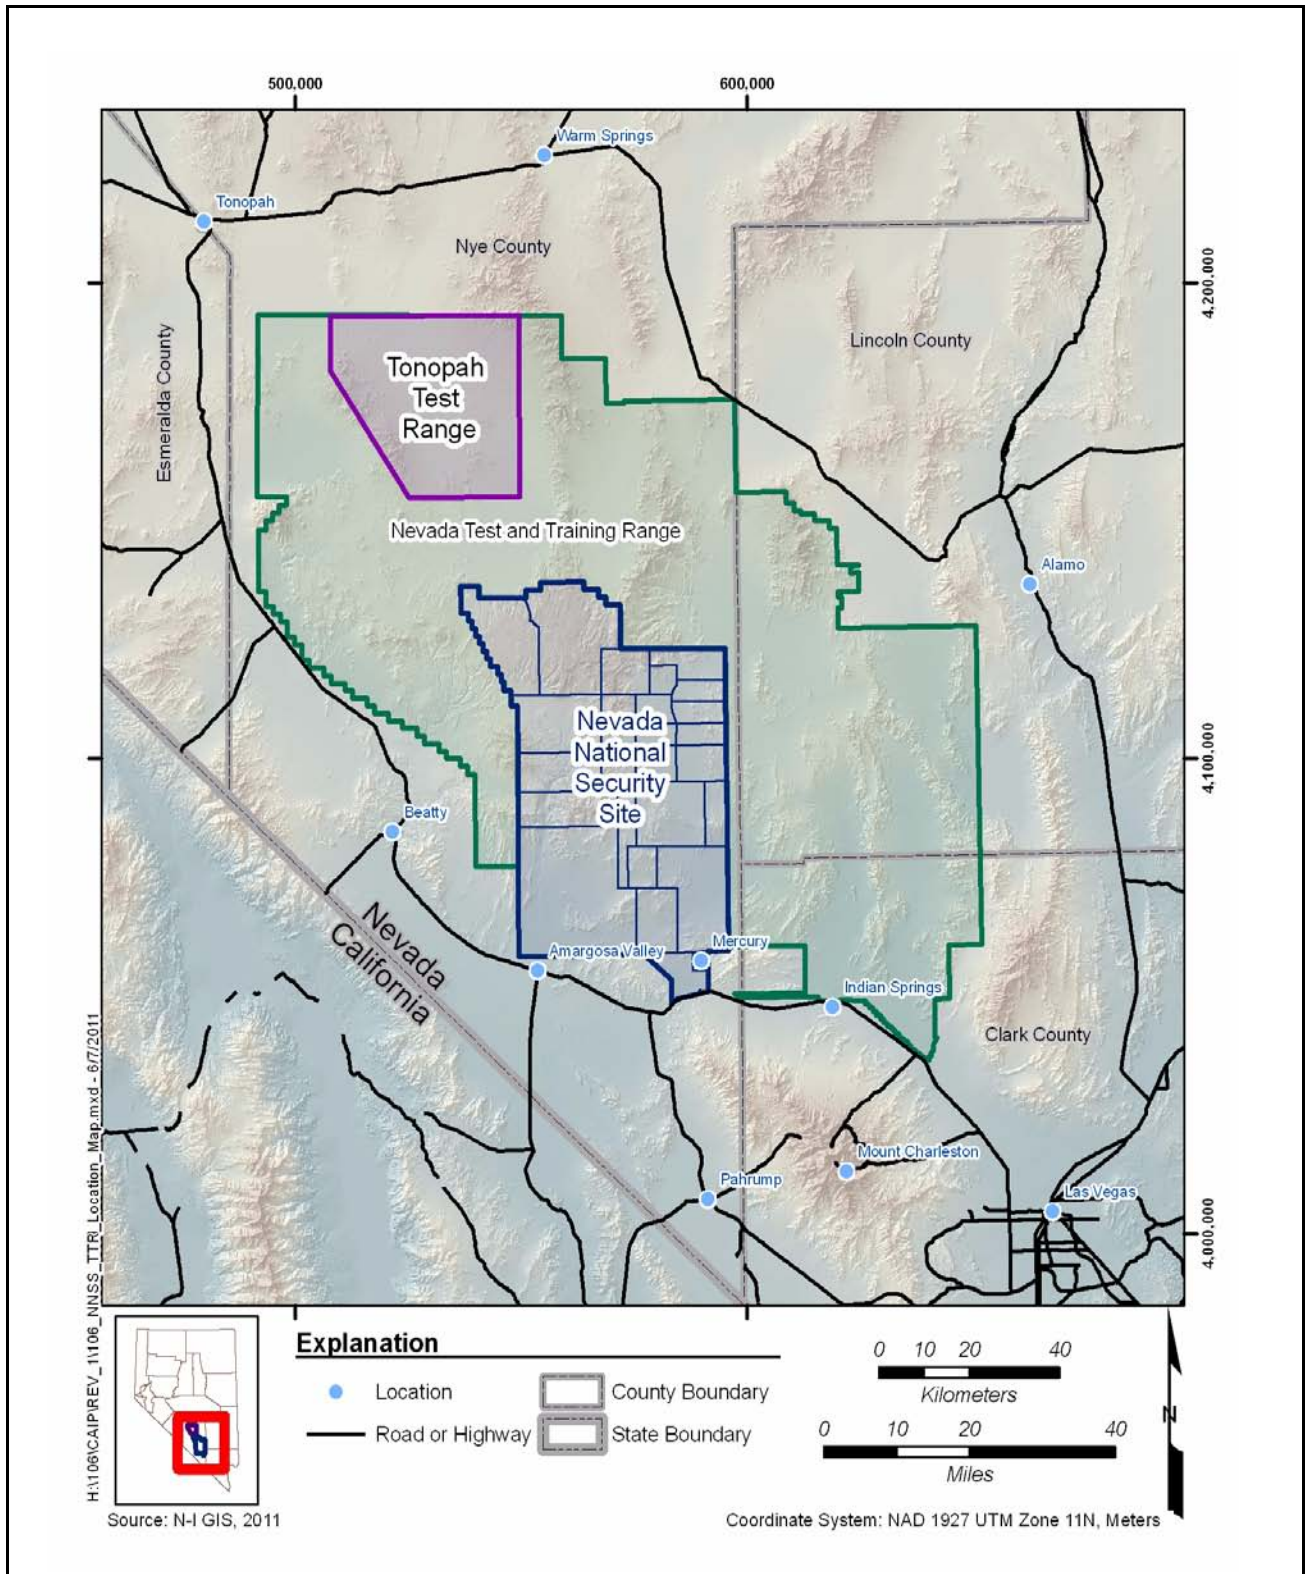 500,000
600,000
Warm Springs
Tonopah
Nye County
4,200,000
Esmeralda County
Lincoln County
Tonopah
Test
Range
Nevada Test and Training Range
Alamo
Nevada
National
Security
Site
4,100,000
Beatty
Nevada
California
Amargosa Valley
Mercury
Indian Springs
Clark County
Mount Charleston
Pahrump
Las Vegas
4,000,000
H:\106\CAIP\REV_1\106_NNSS_TTR\Location_Map.mxd - 6/7/2011
Explanation
Location
Road or Highway
County Boundary
State Boundary
0 10 20 40
Kilometers
0 10 20 40
Miles
N
Source: N-I GIS, 2011
Coordinate System: NAD 1927 UTM Zone 11N, Meters